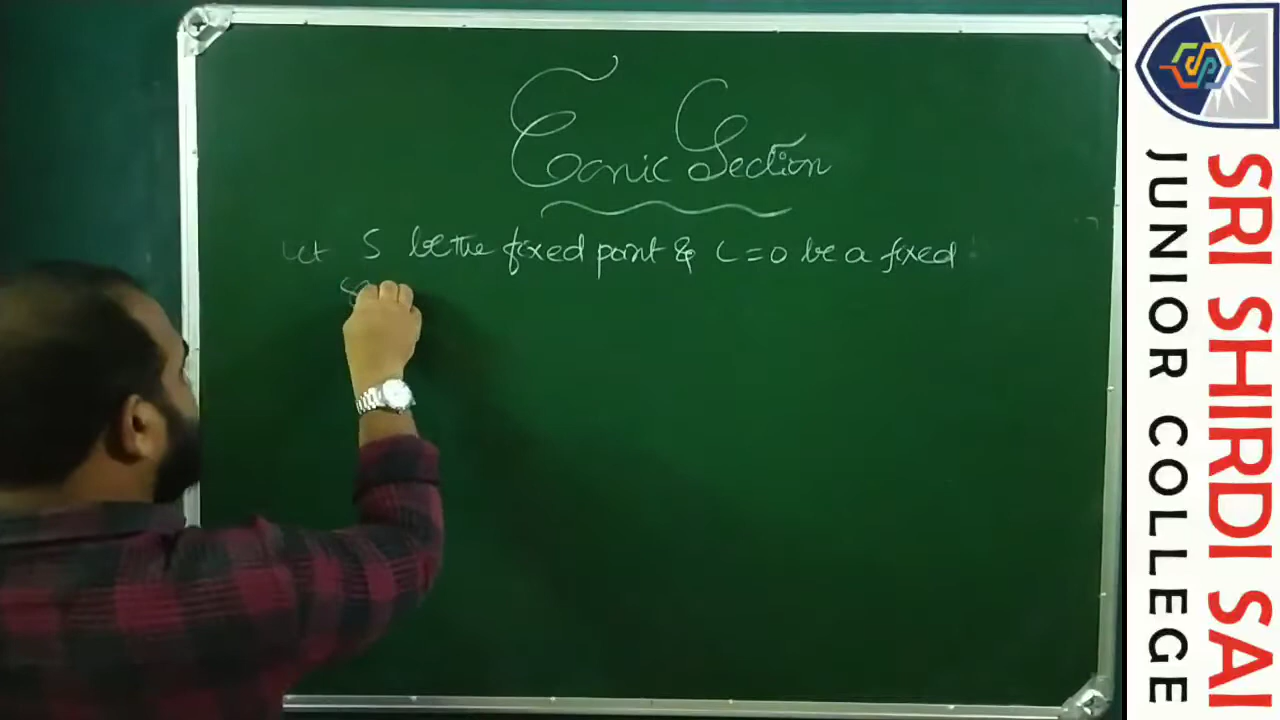 Conic Section
Let S be the fixed point & L=0 be a fixed
SRI SHIRDI SAI
JUNIOR COLLEGE